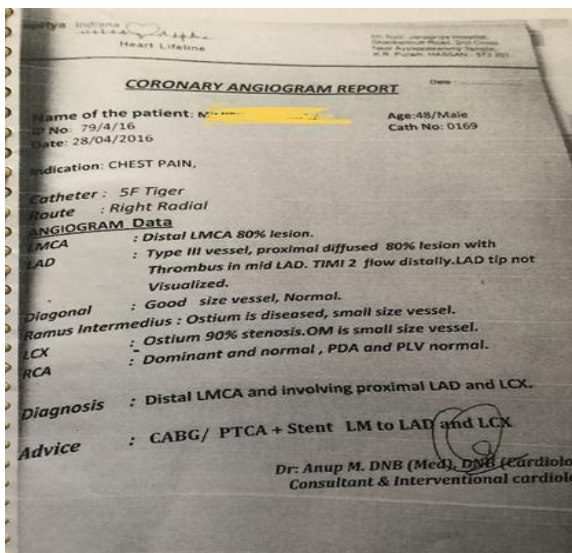 Indiana
Heart Lifeline
K.R. Puram, HASSAN - 573 201
CORONARY ANGIOGRAM REPORT
Date
Name of the patient:
Age:48/Male
No: 79/4/16
Cath No: 0169
Date: 28/04/2016
Indication: CHEST PAIN,
Catheter : 5F Tiger
Route : Right Radial
ANGIOGRAM Data
LMCA : Distal LMCA 80% lesion.
LAD : Type III vessel, proximal diffused 80% lesion with
Thrombus in mid LAD. TIMI 2 flow distally.LAD tip not
Visualized.
Diagonal : Good size vessel, Normal.
Ramus Intermedius : Ostium is diseased, small size vessel.
LCX : Ostium 90% stenosis.OM is small size vessel.
RCA : Dominant and normal , PDA and PLV normal.
Diagnosis : Distal LMCA and involving proximal LAD and LCX.
Advice : CABG/ PTCA + Stent LM to LAD and LCX
Dr: Anup M. DNB (Med), DNB (Cardiolo
Consultant & Interventional cardiol